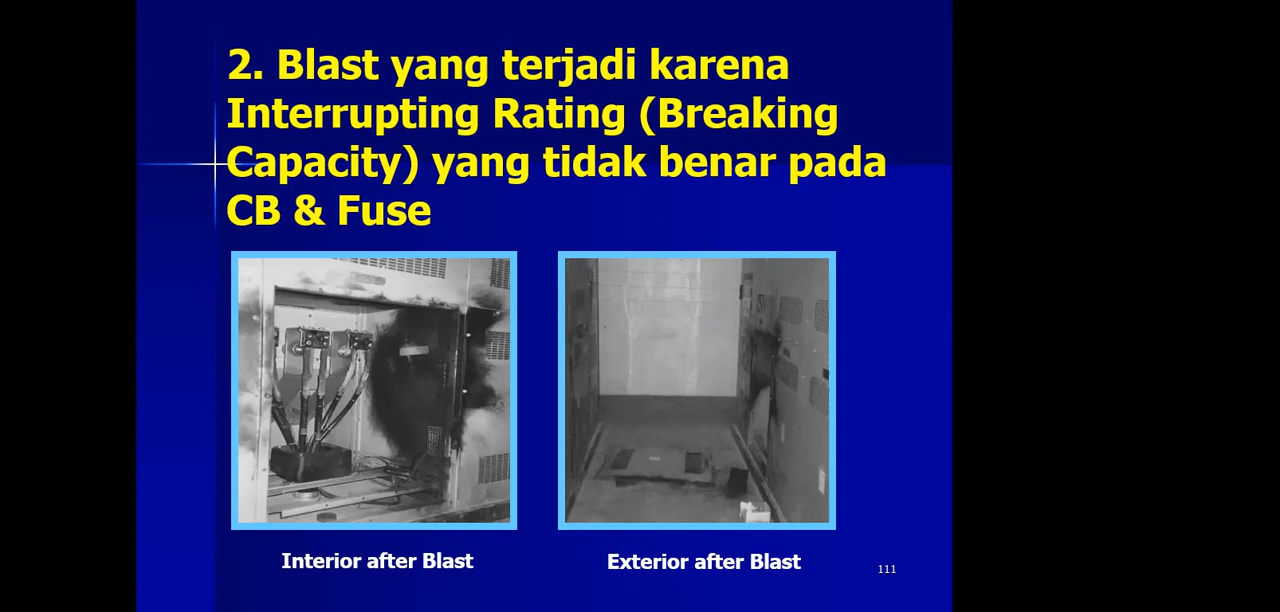 2. Blast yang terjadi karena
Interrupting Rating (Breaking
Capacity) yang tidak benar pada
CB & Fuse
Interior after Blast
Exterior after Blast
111